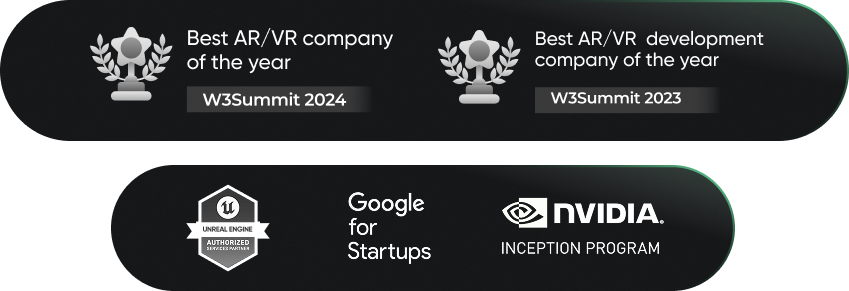 Best AR/VR company
of the year
W3Summit 2024
Best AR/VR development
company of the year
W3Summit 2023
UNREAL ENGINE
AUTHORIZED
SERVICES PARTNER
Google
for
Startups
NVIDIA.
INCEPTION PROGRAM